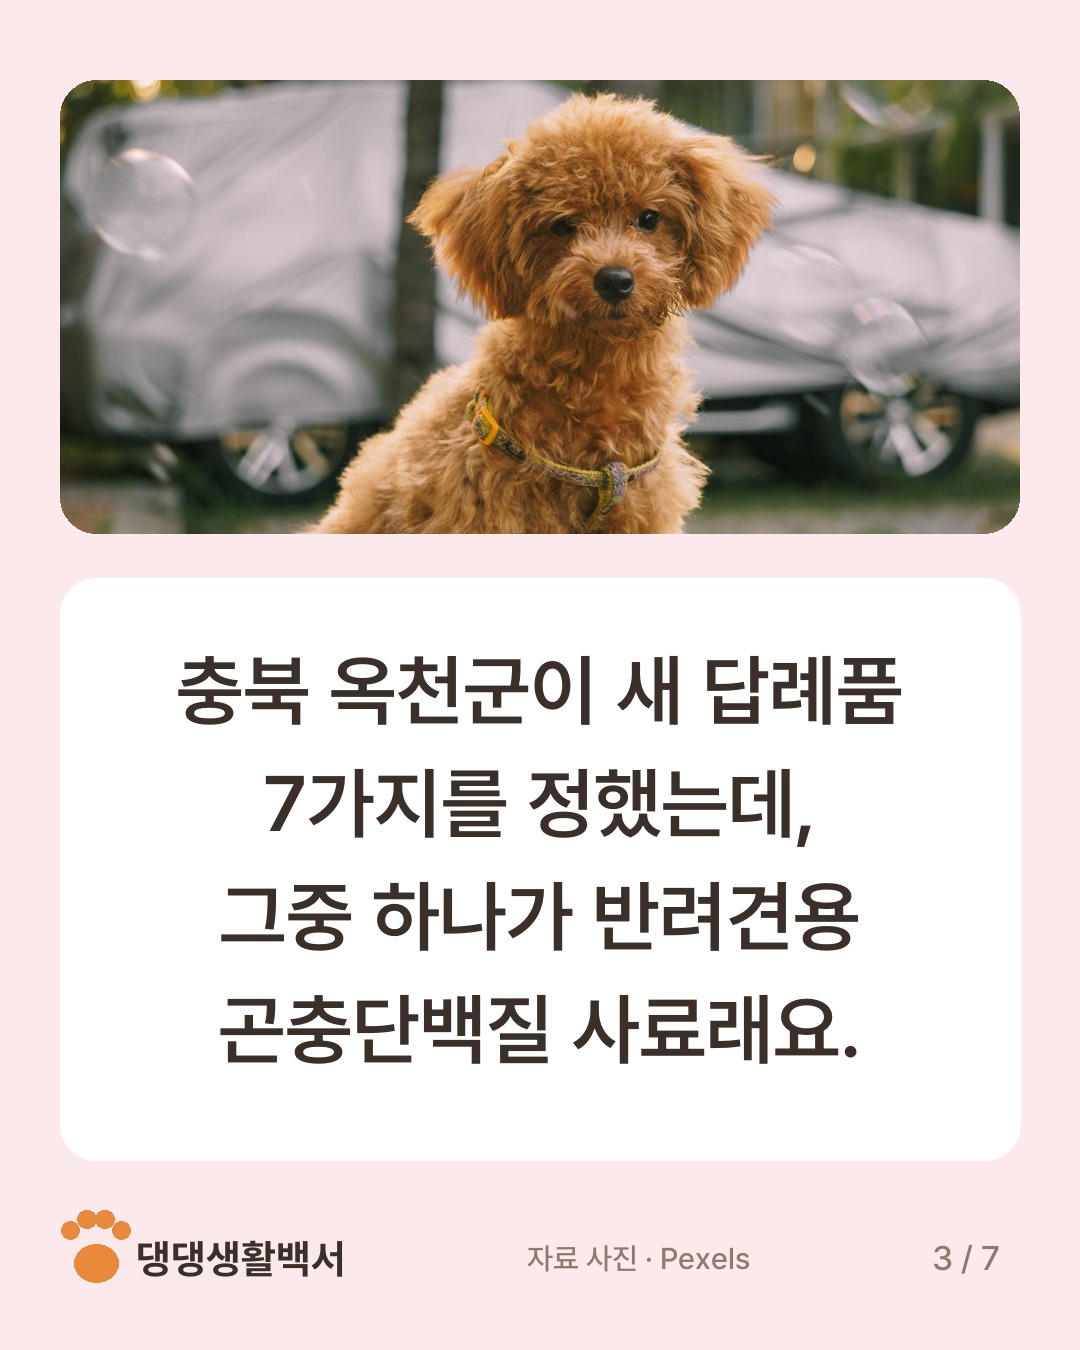 충북 옥천군이 새 답례품
7가지를 정했는데,
그중 하나가 반려견용
곤충단백질 사료래요.
댕댕생활백서
자료 사진 · Pexels
3 / 7